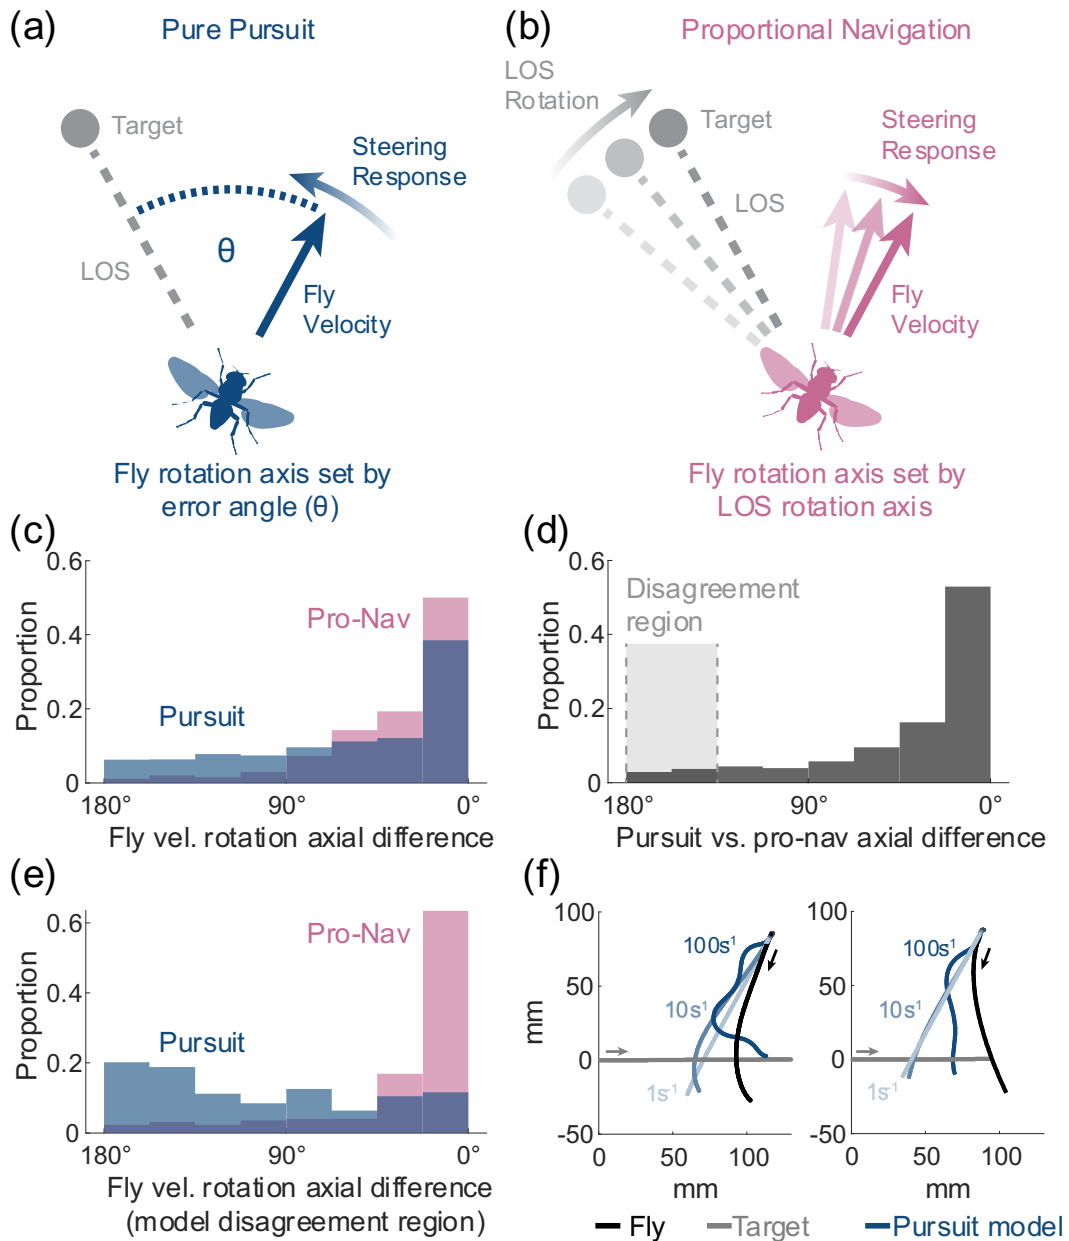 (a)
Pure Pursuit
Target
Steering
Response
θ
LOS
Fly
Velocity
Fly rotation axis set by
error angle (θ)
(b)
Proportional Navigation
LOS
Rotation
Target
Steering
Response
LOS
Fly
Velocity
Fly rotation axis set by
LOS rotation axis
(c)
0.6
0.4
0.2
0
Proportion
Pro-Nav
Pursuit
180°
90°
0°
Fly vel. rotation axial difference
(d)
0.6
0.4
0.2
0
Proportion
Disagreement
region
180°
90°
0°
Pursuit vs. pro-nav axial difference
(e)
0.6
0.4
0.2
0
Proportion
Pro-Nav
Pursuit
180°
90°
0°
Fly vel. rotation axial difference
(model disagreement region)
(f)
100
50
0
-50
mm
100s¹
10s¹
1s⁻¹
0
50
100
mm
100
50
0
-50
100s¹
10s¹
1s⁻¹
0
50
100
mm
Fly
Target
Pursuit model